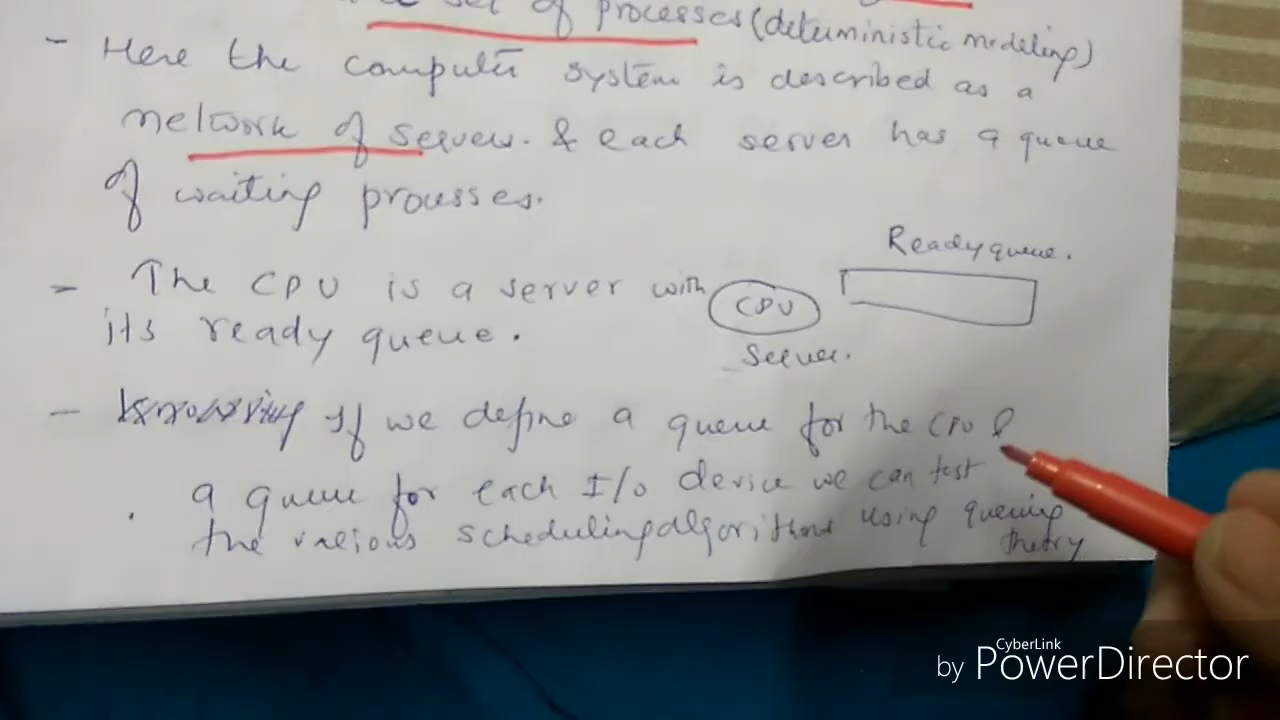 set of processes (deterministic modeling)
- Here the computer system is described as a
network of servers. & each server has a queue
of waiting processes.
Ready queue.
- The CPU is a server with
CPU
its ready queue.
Server.
- If we define a queue for the CPU &
a queue for each I/o device we can test
the various scheduling algorithms using queuing
theory
CyberLink
by PowerDirector